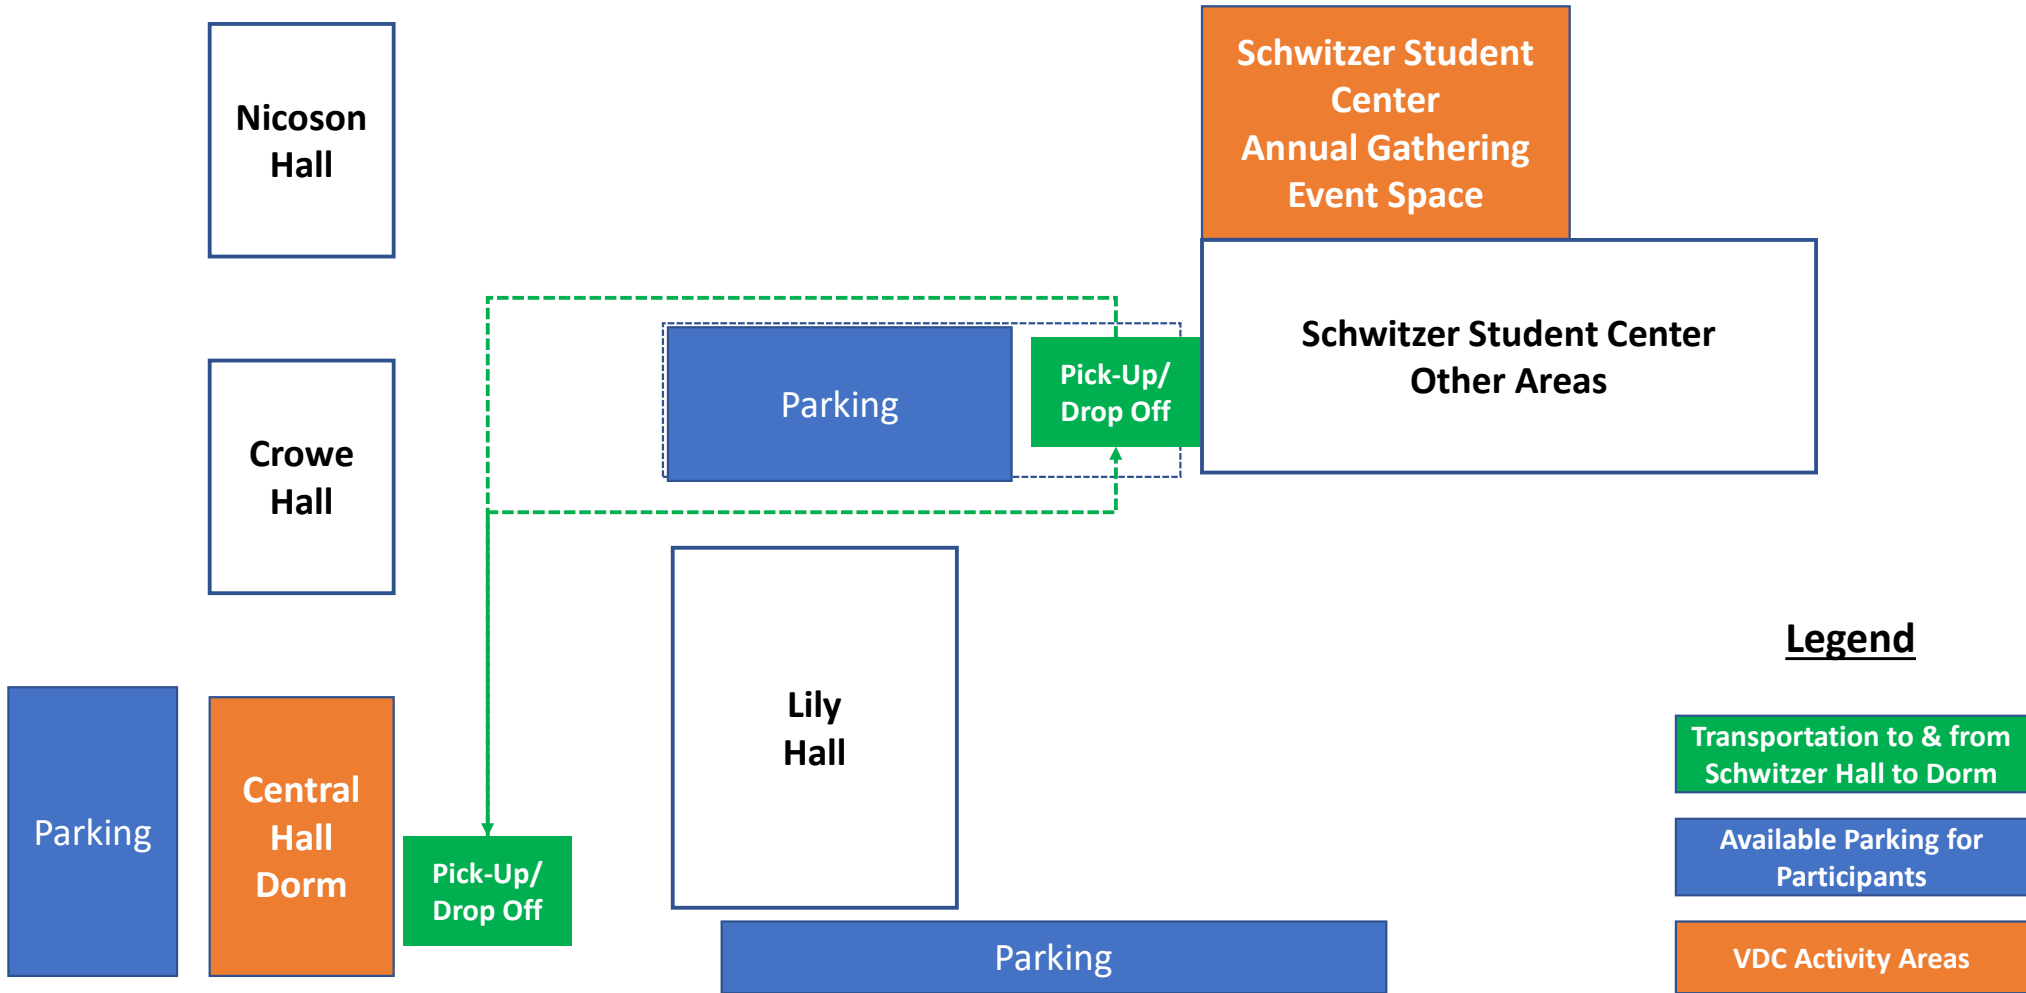 Nicoson
Hall
Schwitzer Student
Center
Annual Gathering
Event Space
Schwitzer Student Center
Other Areas
Parking
Pick-Up/
Drop Off
Crowe
Hall
Lily
Hall
Parking
Central
Hall
Dorm
Pick-Up/
Drop Off
Parking
Legend
Transportation to & from
Schwitzer Hall to Dorm
Available Parking for
Participants
VDC Activity Areas